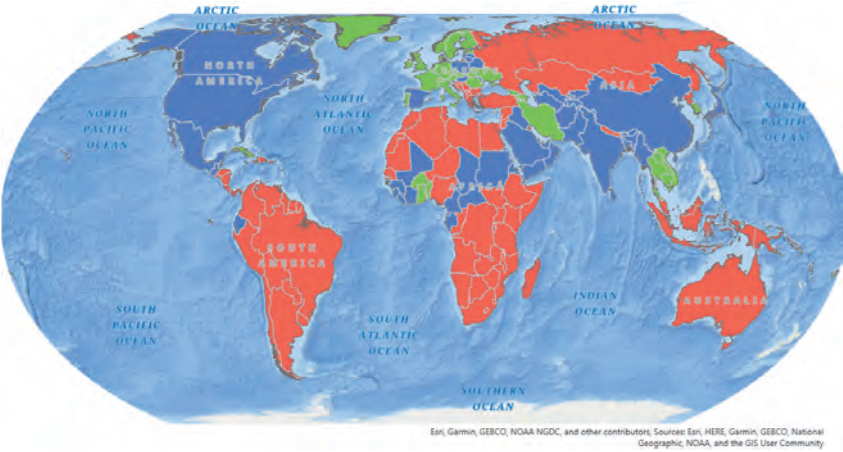 ARCTIC
OCEAN
ARCTIC
OCEAN
NORTH
AMERICA
ASIA
NORTH
PACIFIC
OCEAN
NORTH
ATLANTIC
OCEAN
NORTH
PACIFIC
OCEAN
AFRICA
SOUTH
AMERICA
AUSTRALIA
SOUTH
PACIFIC
OCEAN
SOUTH
ATLANTIC
OCEAN
INDIAN
OCEAN
SOUTHERN
OCEAN
Esri, Garmin, GEBCO, NOAA NGDC, and other contributors, Sources: Esri, HERE, Garmin, GEBCO, National
Geographic, NOAA, and the GIS User Community